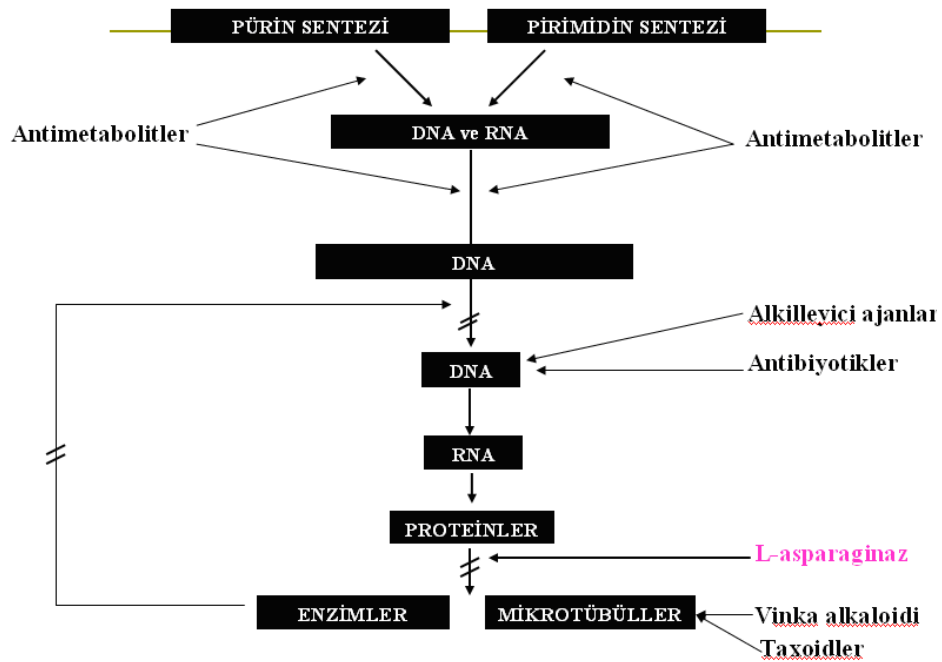 PÜRİN SENTEZİ
PİRİMİDİN SENTEZİ
Antimetabolitler
DNA ve RNA
Antimetabolitler
DNA
Alkilleyici ajanlar
DNA
Antibiyotikler
RNA
PROTEİNLER
L-asparaginaz
ENZİMLER
MİKROTÜBÜLLER
Vinka alkaloidi
Taxoidler